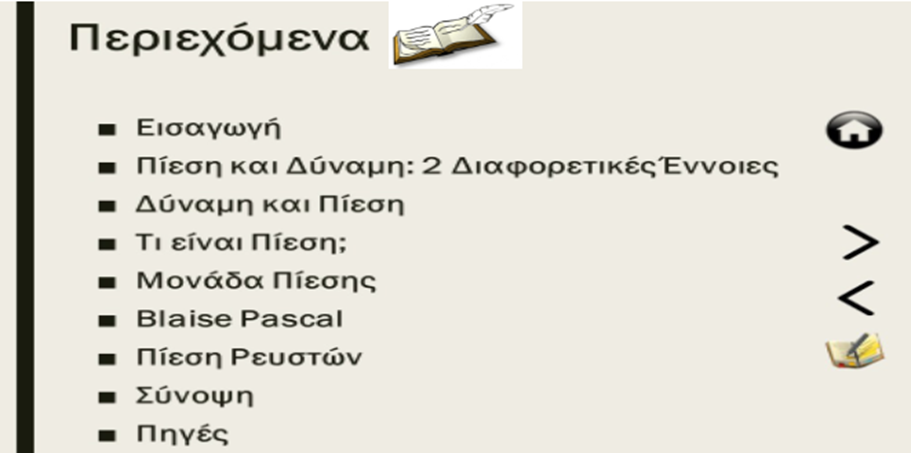 Περιεχόμενα
Εισαγωγή
Πίεση και Δύναμη: 2 Διαφορετικές Έννοιες
Δύναμη και Πίεση
Τι είναι Πίεση;
Μονάδα Πίεσης
Blaise Pascal
Πίεση Ρευστών
Σύνοψη
Πηγές